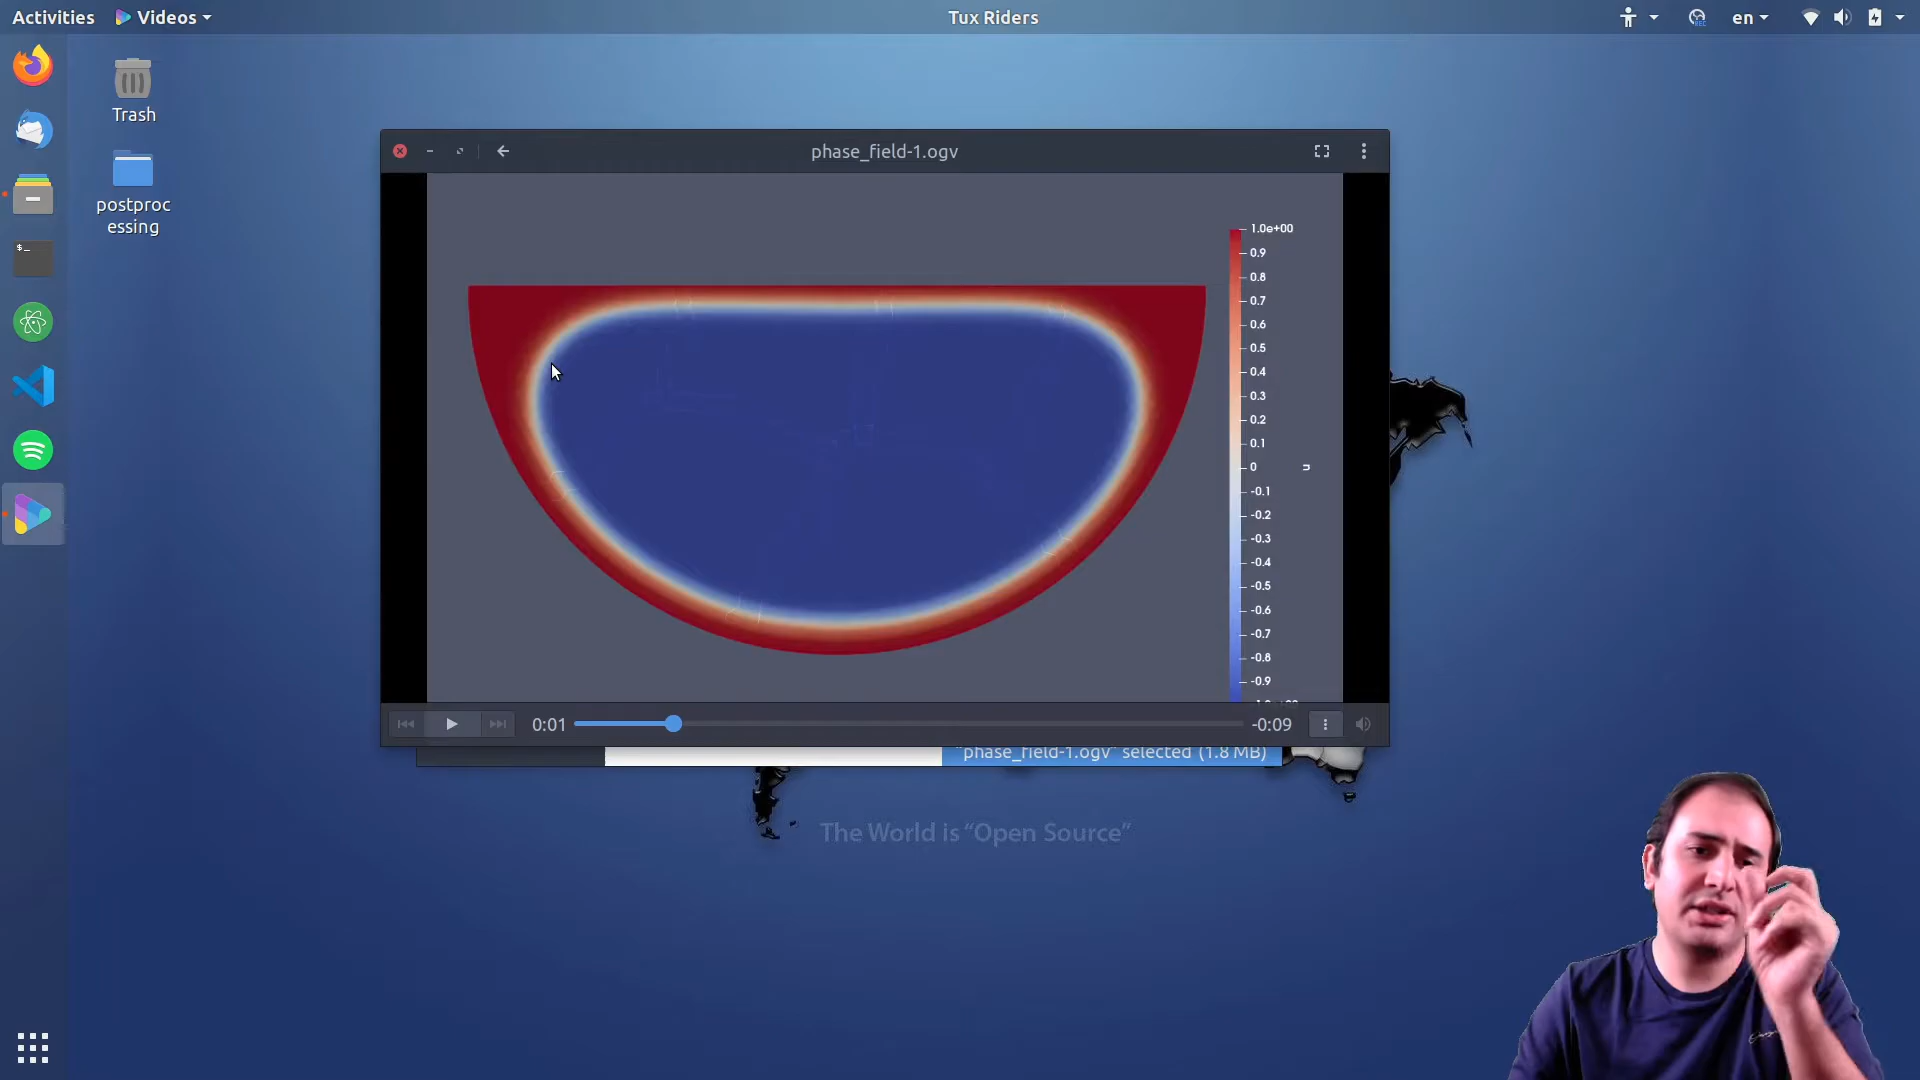 Activities
Videos
Tux Riders
en
Trash
postproc
essing
$_
phase_field-1.ogv
1.0e+00
0.9
0.8
0.7
0.6
0.5
0.4
0.3
0.2
0.1
0
u
-0.1
-0.2
-0.3
-0.4
-0.5
-0.6
-0.7
-0.8
-0.9
0:01
-0:09
"phase_field-1.ogv" selected (1.8 MB)
The World is “Open Source”